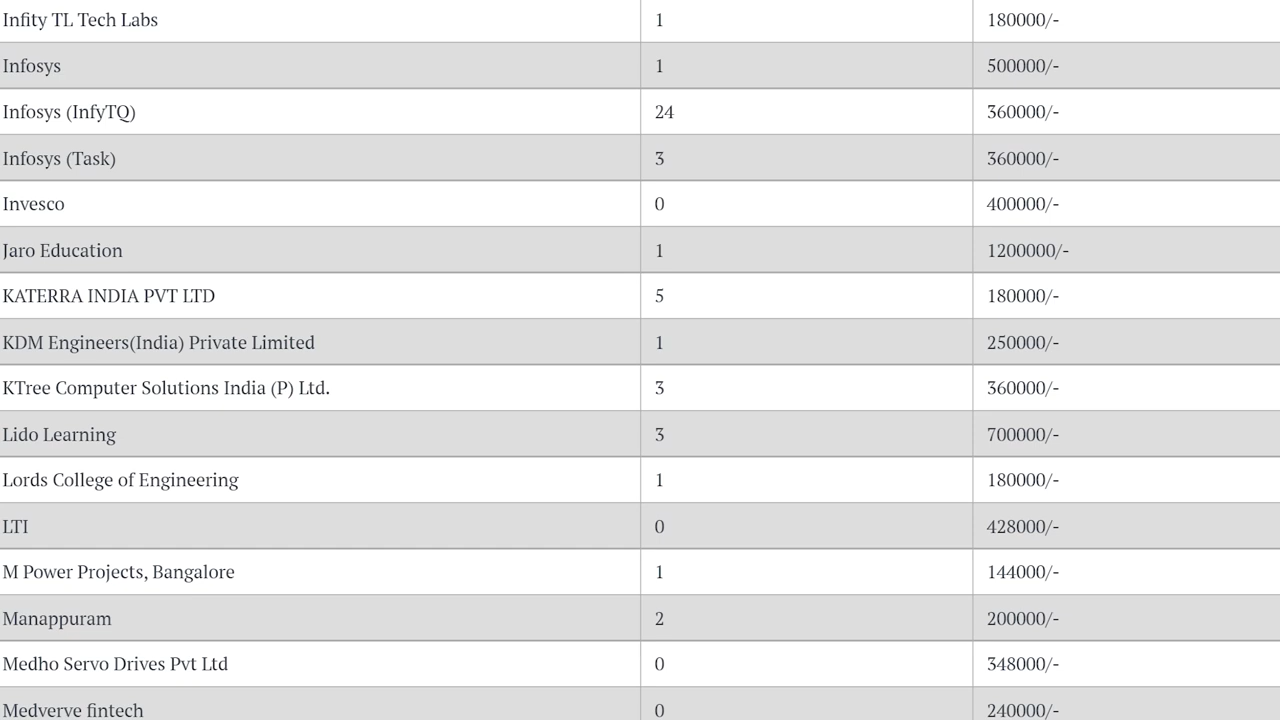 Infity TL Tech Labs 1 180000/-
Infosys 1 500000/-
Infosys (InfyTQ) 24 360000/-
Infosys (Task) 3 360000/-
Invesco 0 400000/-
Jaro Education 1 1200000/-
KATERRA INDIA PVT LTD 5 180000/-
KDM Engineers(India) Private Limited 1 250000/-
KTree Computer Solutions India (P) Ltd. 3 360000/-
Lido Learning 3 700000/-
Lords College of Engineering 1 180000/-
LTI 0 428000/-
M Power Projects, Bangalore 1 144000/-
Manappuram 2 200000/-
Medho Servo Drives Pvt Ltd 0 348000/-
Medverve fintech 0 240000/-